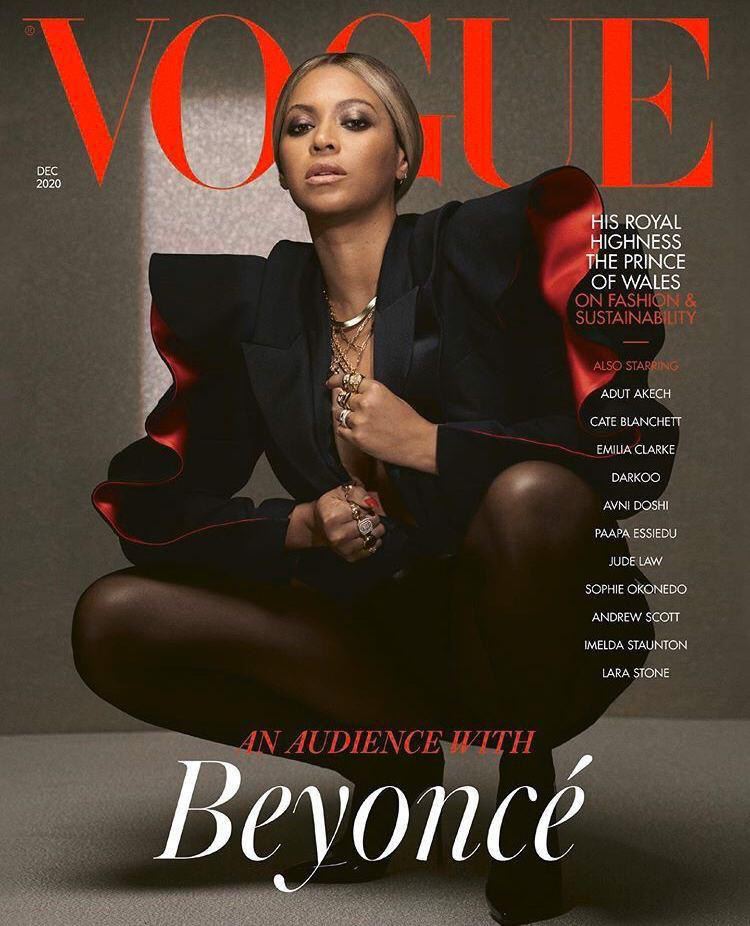 VOGUE
®
DEC
2020
HIS ROYAL
HIGHNESS
THE PRINCE
OF WALES
ON FASHION &
SUSTAINABILITY
ALSO STARRING
ADUT AKECH
CATE BLANCHETT
EMILIA CLARKE
DARKOO
AVNI DOSHI
PAAPA ESSIEDU
JUDE LAW
SOPHIE OKONEDO
ANDREW SCOTT
IMELDA STAUNTON
LARA STONE
AN AUDIENCE WITH
Beyoncé